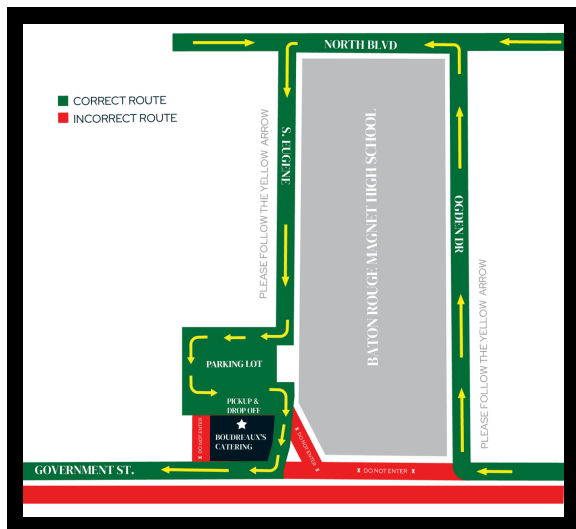 NORTH BLVD
CORRECT ROUTE
INCORRECT ROUTE
PLEASE FOLLOW THE YELLOW ARROW
S. EUGENE
BATON ROUGE MAGNET HIGH SCHOOL
OGDEN DR
PLEASE FOLLOW THE YELLOW ARROW
PARKING LOT
PICKUP &
DROP OFF
BOUDREAUX'S
CATERING
X DO NOT ENTER X
X DO NOT ENTER X
X DO NOT ENTER X
GOVERNMENT ST.